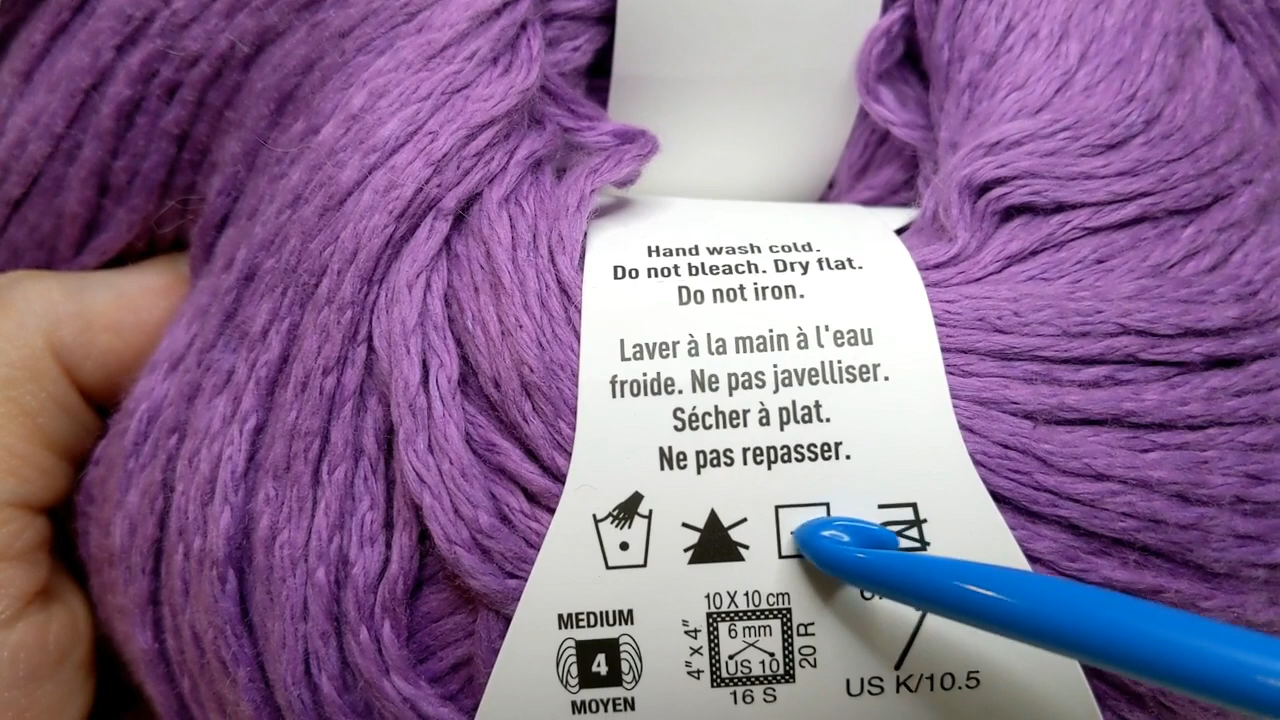 Hand wash cold.
Do not bleach. Dry flat.
Do not iron.
Laver à la main à l'eau
froide. Ne pas javelliser.
Sécher à plat.
Ne pas repasser.
MEDIUM
4
MOYEN
10 X 10 cm
4" x 4"
6 mm
US 10
20 R
16 S
US K/10.5